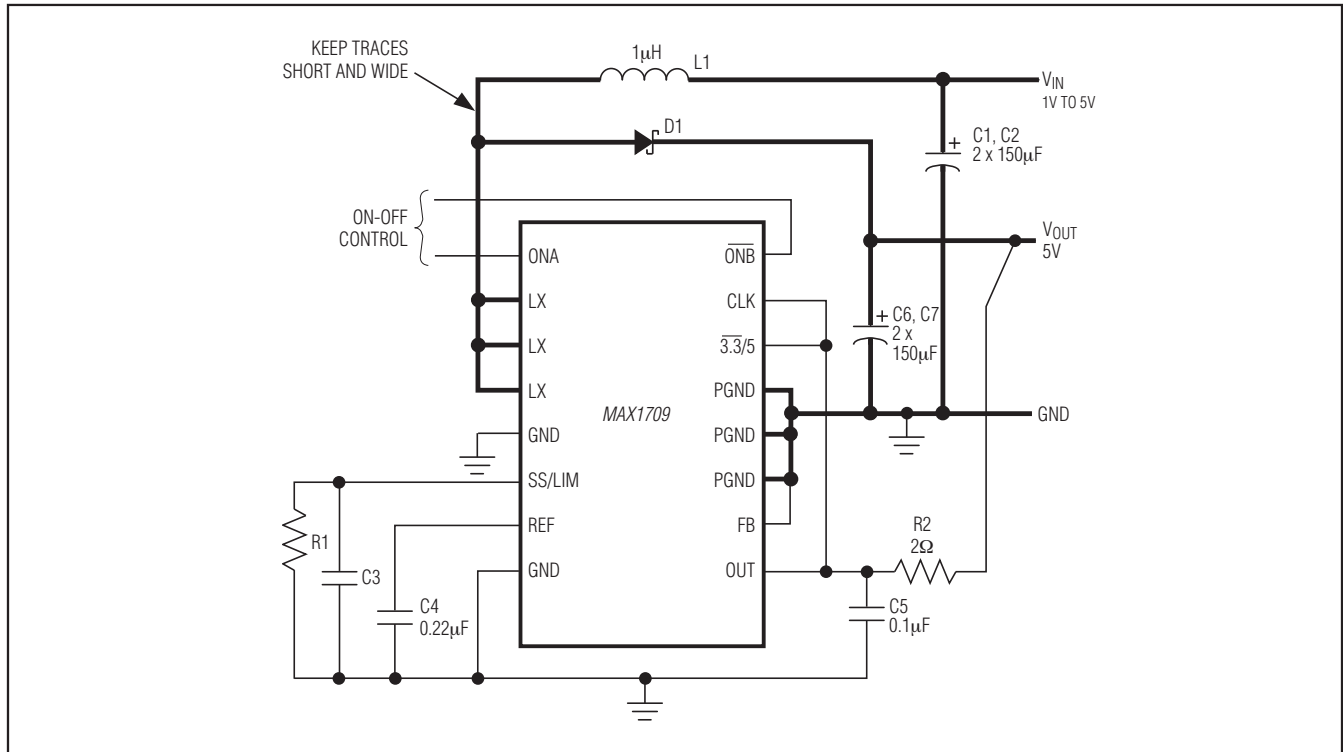 KEEP TRACES
SHORT AND WIDE
1µH
L1
VIN
1V TO 5V
D1
C1, C2
2 x 150µF
+
ON-OFF
CONTROL
VOUT
5V
ONA
ONB
LX
CLK
+
C6, C7
2 x
150µF
LX
3.3/5
LX
PGND
MAX1709
GND
GND
PGND
SS/LIM
PGND
R1
REF
FB
R2
2Ω
C3
GND
OUT
C4
0.22µF
C5
0.1µF